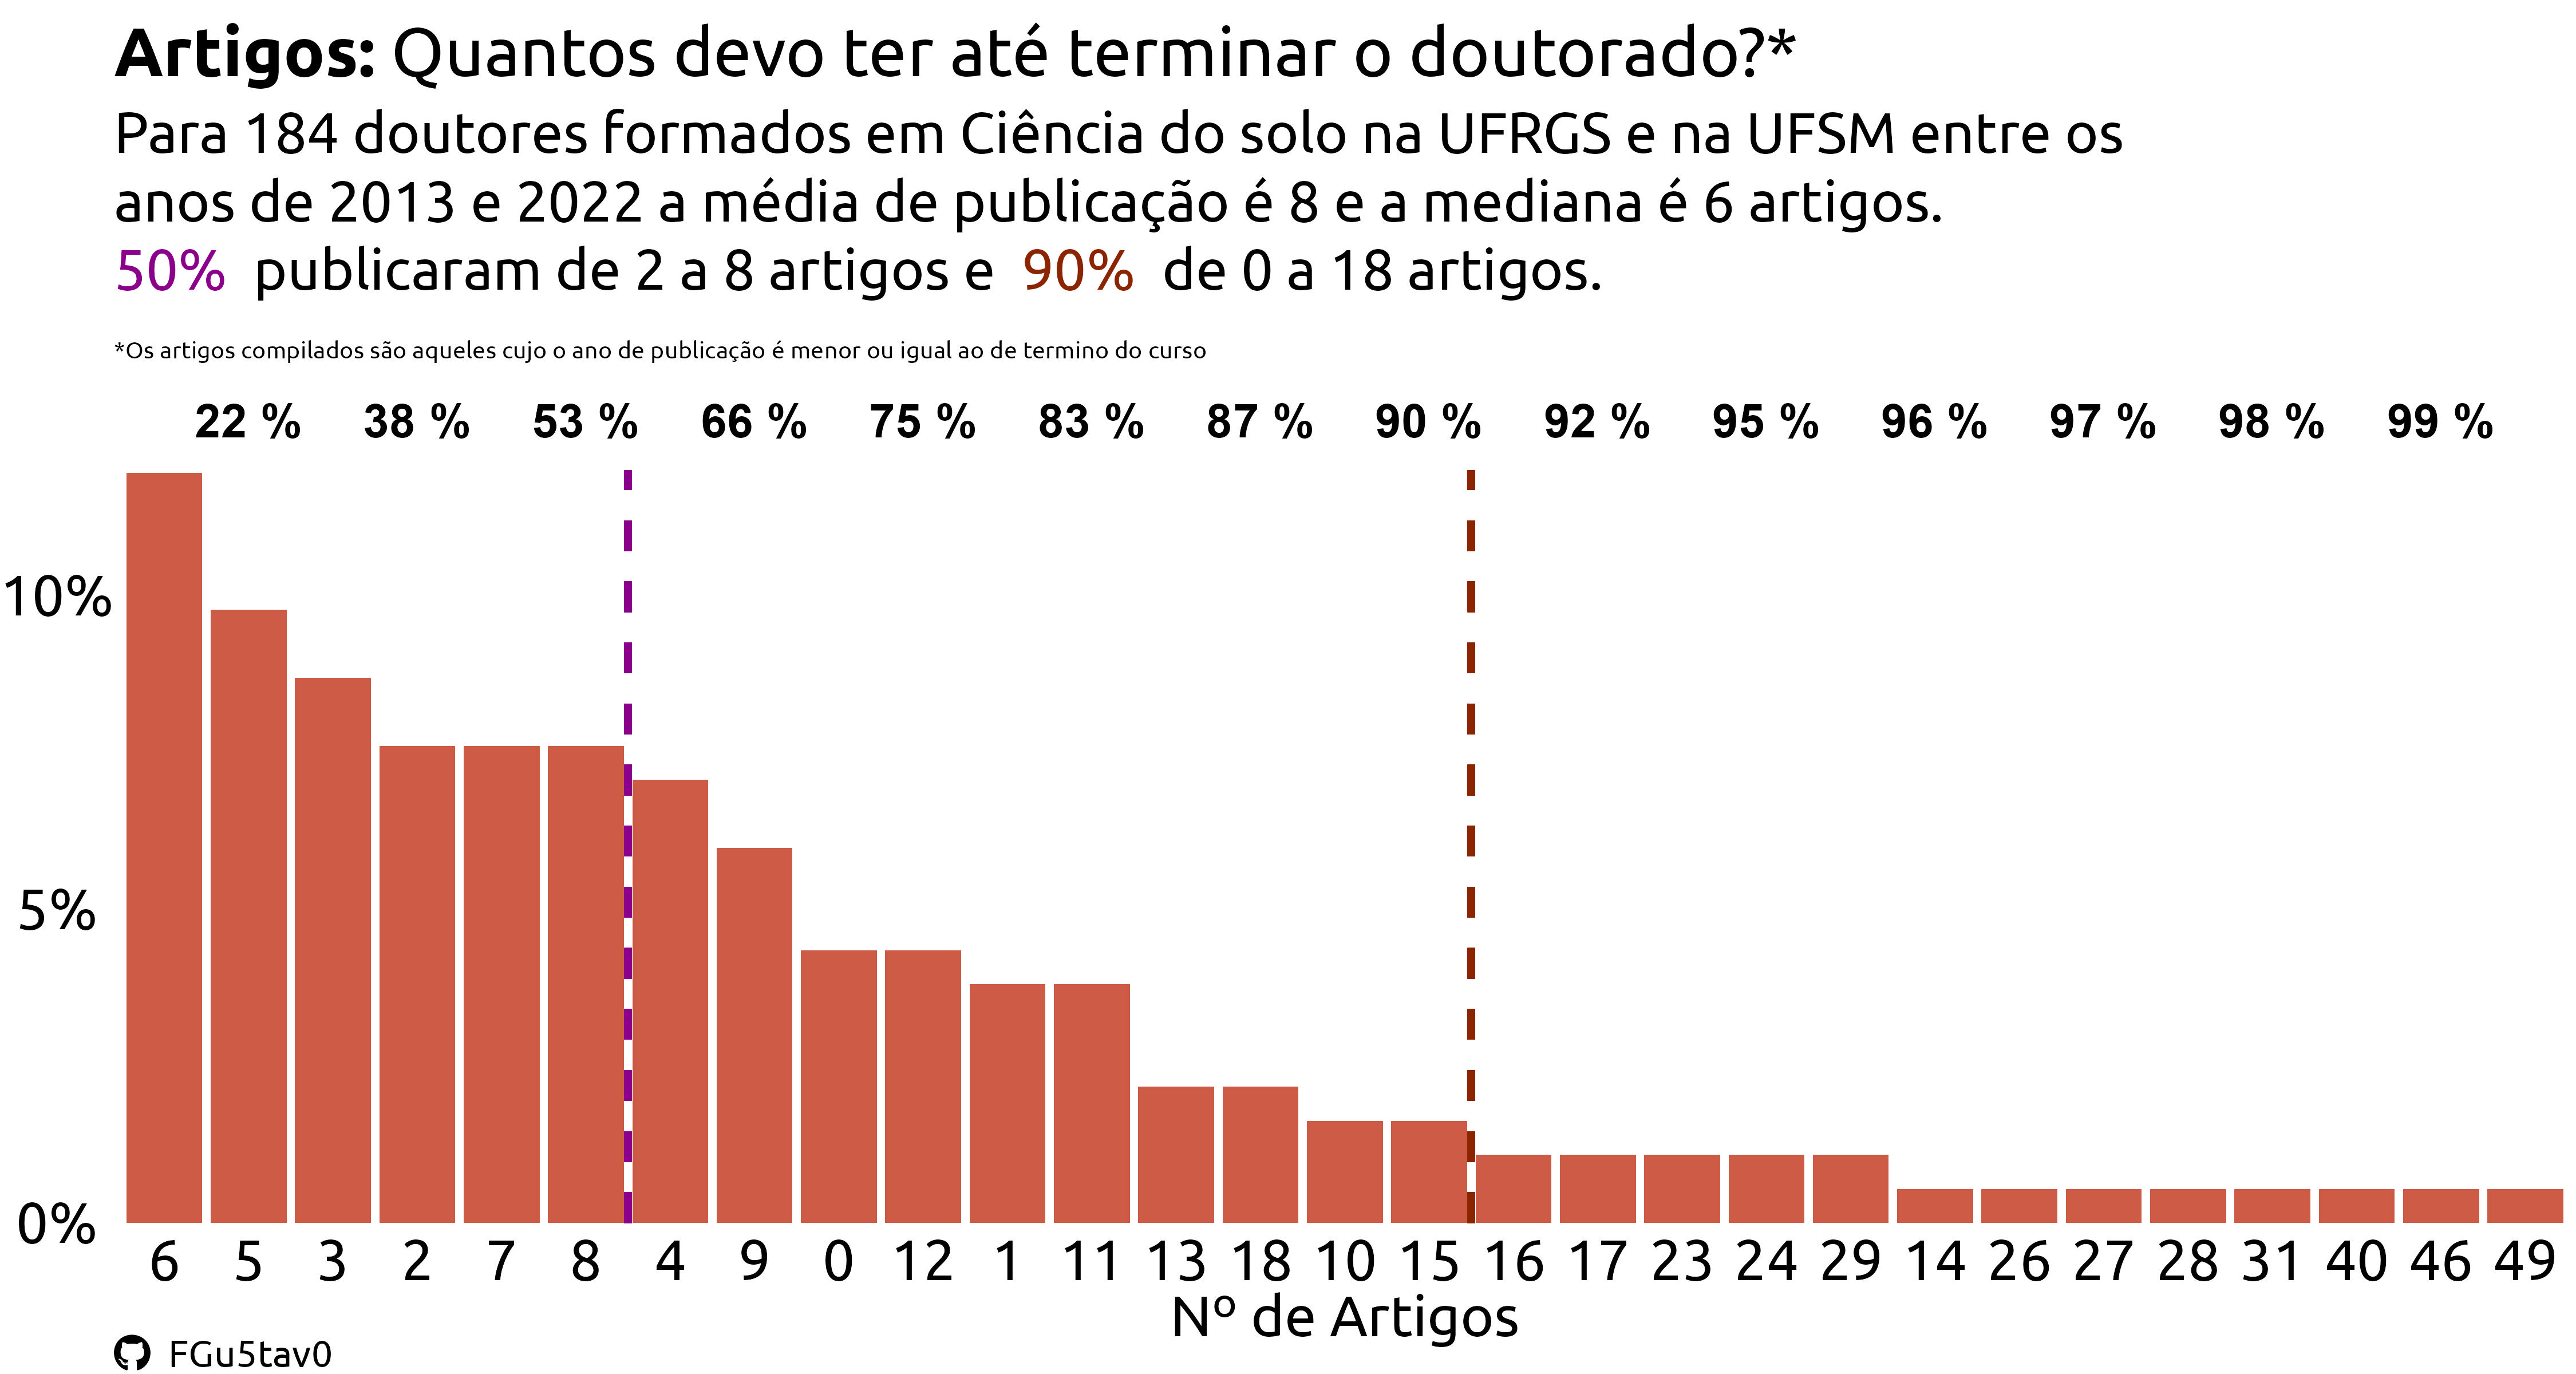 Artigos: Quantos devo ter até terminar o doutorado?*
Para 184 doutores formados em Ciência do solo na UFRGS e na UFSM entre os
anos de 2013 e 2022 a média de publicação é 8 e a mediana é 6 artigos.
50% publicaram de 2 a 8 artigos e 90% de 0 a 18 artigos.
*Os artigos compilados são aqueles cujo o ano de publicação é menor ou igual ao de termino do curso
22 % 38 % 53 % 66 % 75 % 83 % 87 % 90 % 92 % 95 % 96 % 97 % 98 % 99 %
10%
5%
0%
6 5 3 2 7 8 4 9 0 12 1 11 13 18 10 15 16 17 23 24 29 14 26 27 28 31 40 46 49
Nº de Artigos
FGu5tav0